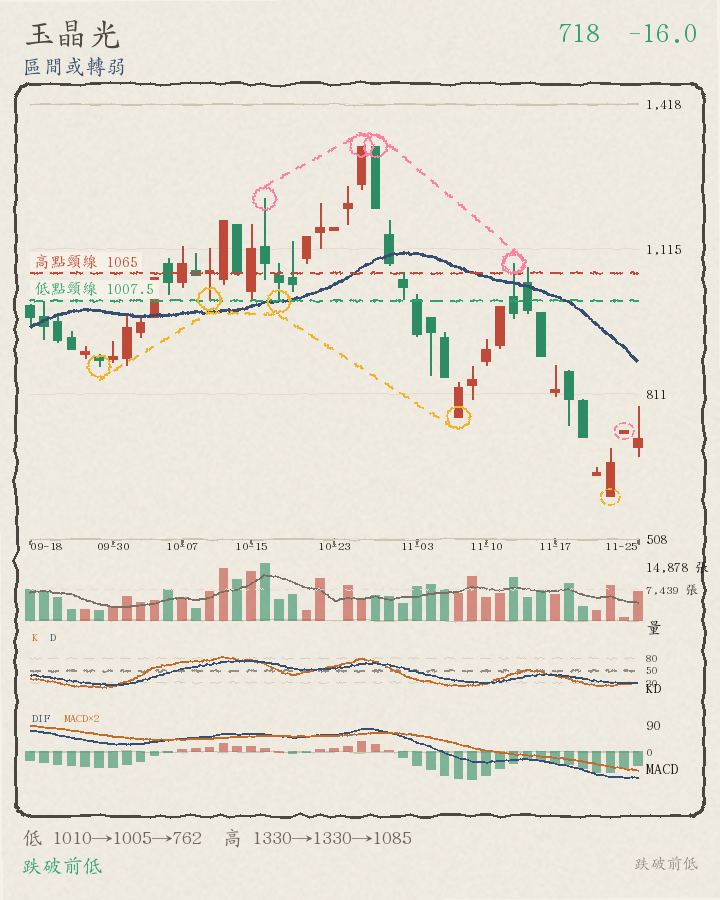 玉晶光
718 -16.0
區間或轉弱
1,418
1,115
高點頸線 1065
低點頸線 1007.5
811
508
09-18 09-30 10-07 10-15 10-23 11-03 11-10 11-17 11-25
14,878 張
7,439 張
量
K D
80
50
20
KD
DIF MACD×2
90
0
MACD
低 1010→1005→762 高 1330→1330→1085
跌破前低
跌破前低